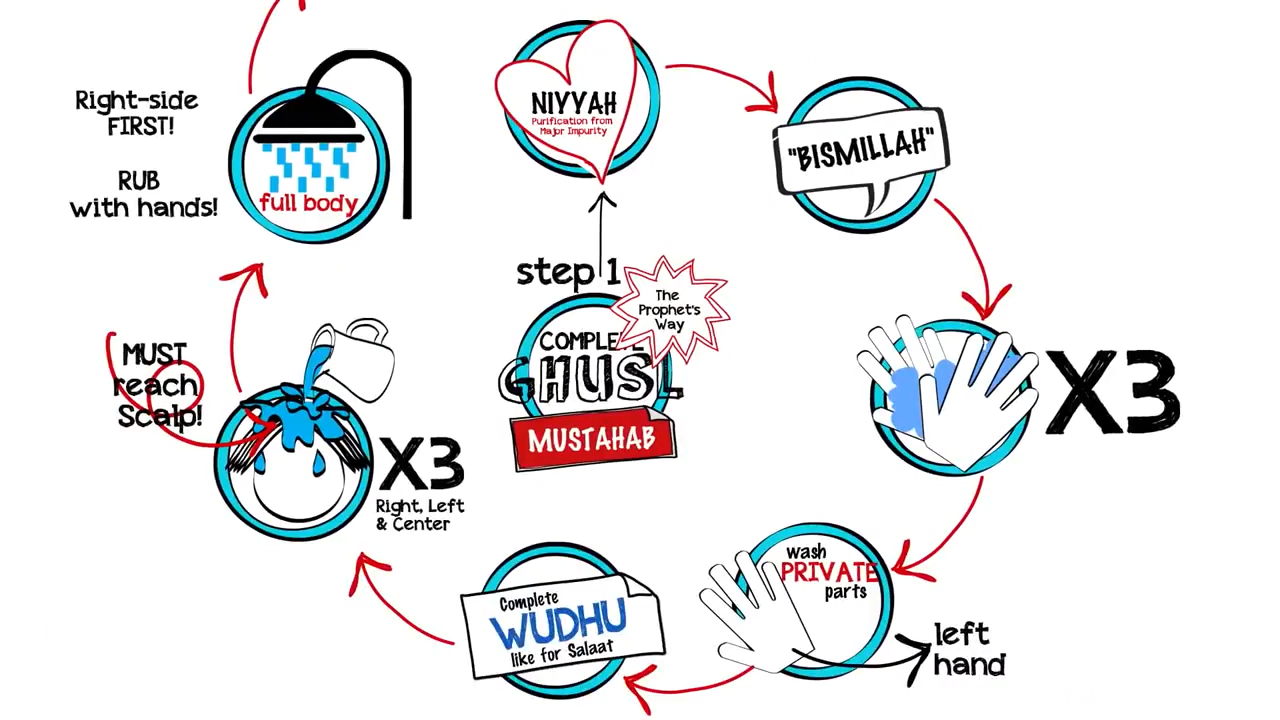 step 1
The
Prophet's
Way
COMPLETE
GHUSL
MUSTAHAB
NIYYAH
Purification from
Major Impurity
"BISMILLAH"
X3
wash
PRIVATE
parts
left
hand
Complete
WUDHU
like for Salaat
X3
Right, Left
& Center
MUST
reach
Scalp!
full body
Right-side
FIRST!
RUB
with hands!